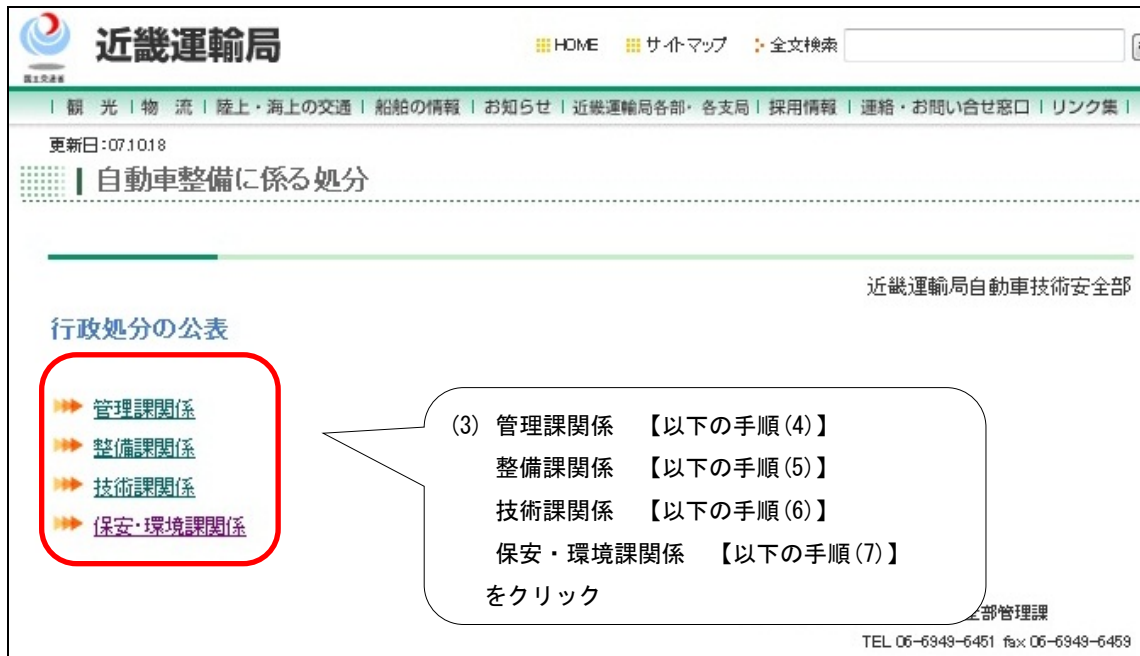 国土交通省
近畿運輸局
HOME サイトマップ 全文検索
| 観 光 | 物 流 | 陸上・海上の交通 | 船舶の情報 | お知らせ | 近畿運輸局各部・各支局 | 採用情報 | 連絡・お問い合せ窓口 | リンク集 |
更新日:07.10.18
自動車整備に係る処分
近畿運輸局自動車技術安全部
行政処分の公表
管理課関係
整備課関係
技術課関係
保安・環境課関係
(3) 管理課関係 【以下の手順(4)】
整備課関係 【以下の手順(5)】
技術課関係 【以下の手順(6)】
保安・環境課関係 【以下の手順(7)】
をクリック
部管理課
TEL 06-6949-6451 fax 06-6949-6459